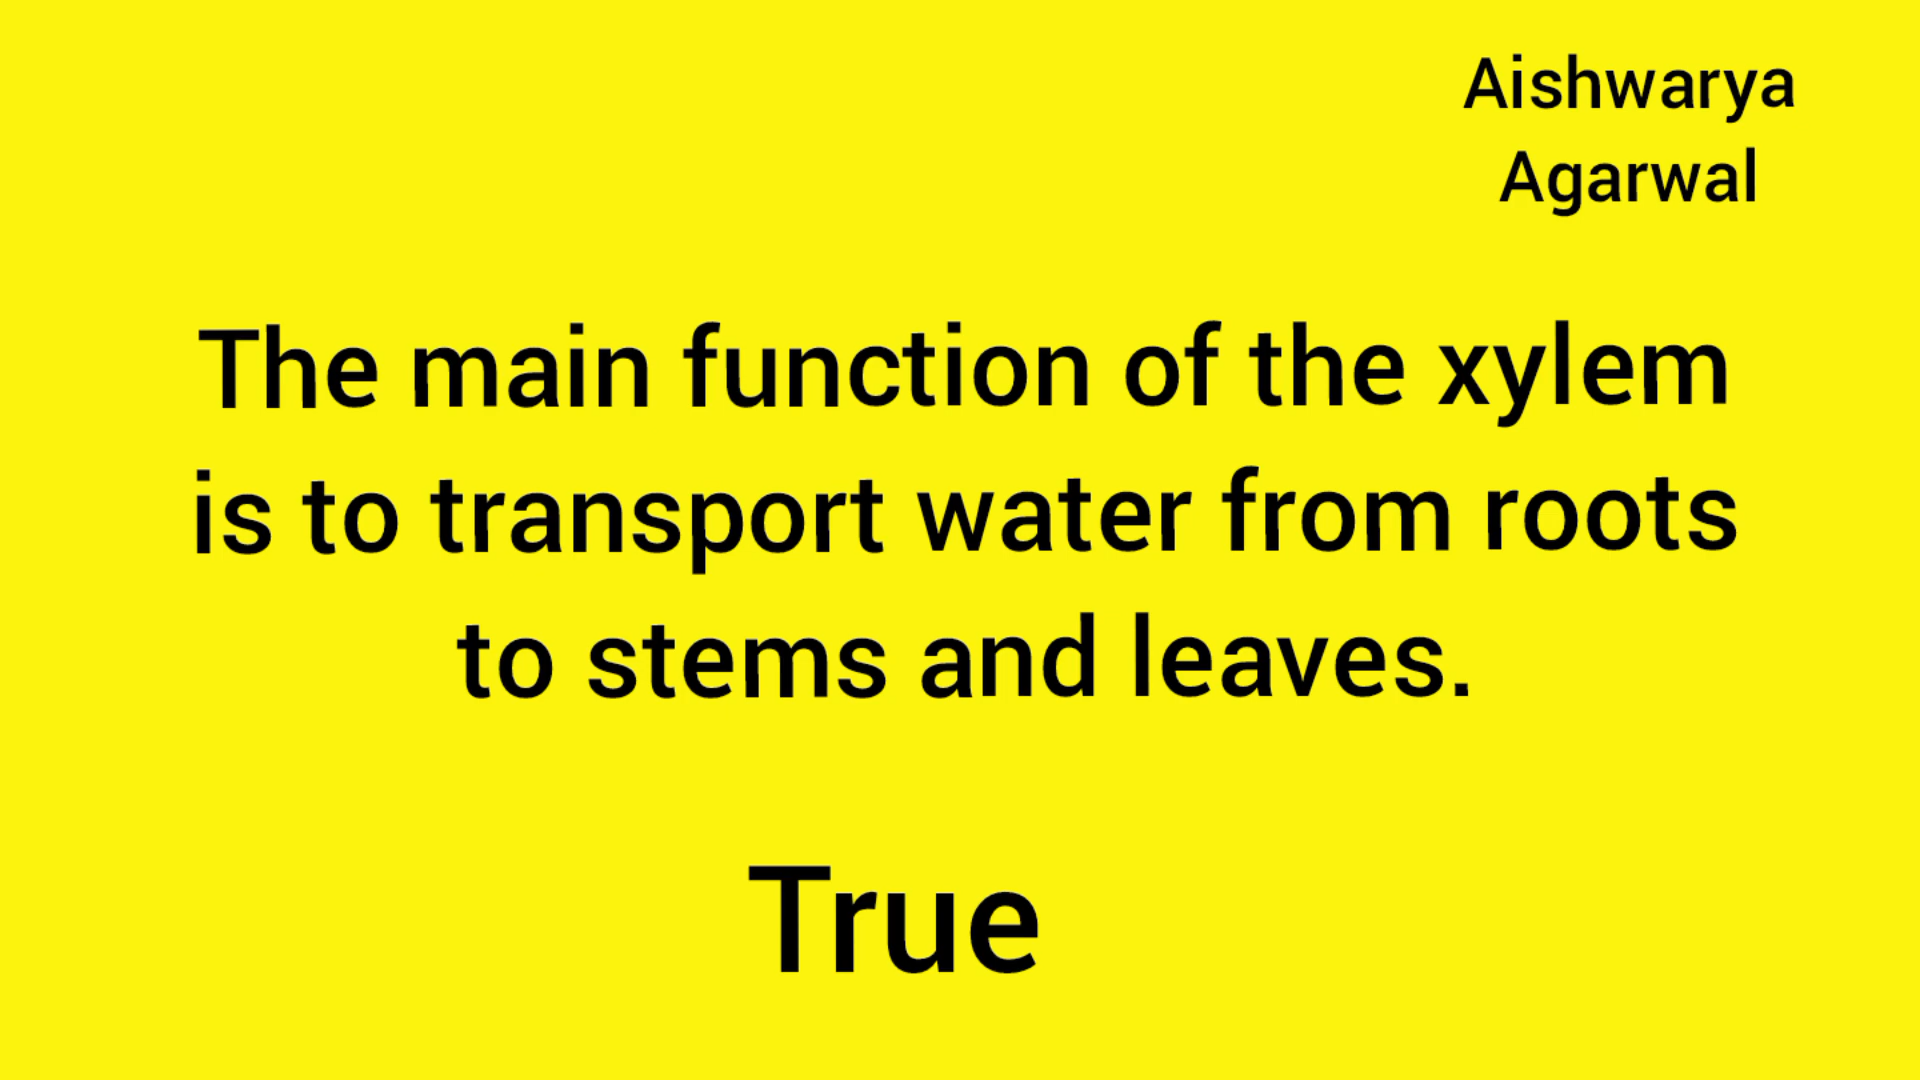 Aishwarya
Agarwal
The main function of the xylem
is to transport water from roots
to stems and leaves.
True